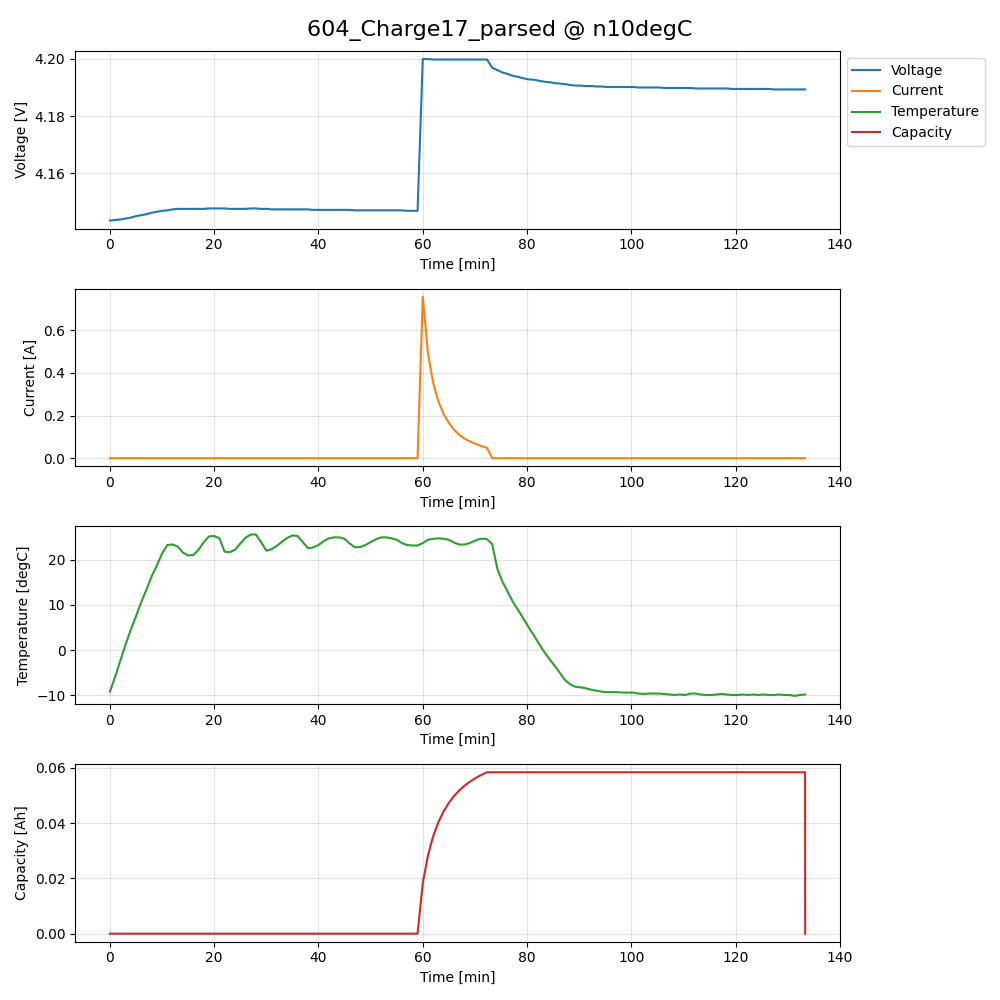 604_Charge17_parsed @ n10degC
4.20
4.18
4.16
Voltage [V]
0 20 40 60 80 100 120 140
Time [min]
Voltage
Current
Temperature
Capacity
0.6
0.4
0.2
0.0
Current [A]
0 20 40 60 80 100 120 140
Time [min]
20
10
0
−10
Temperature [degC]
0 20 40 60 80 100 120 140
Time [min]
0.06
0.04
0.02
0.00
Capacity [Ah]
0 20 40 60 80 100 120 140
Time [min]